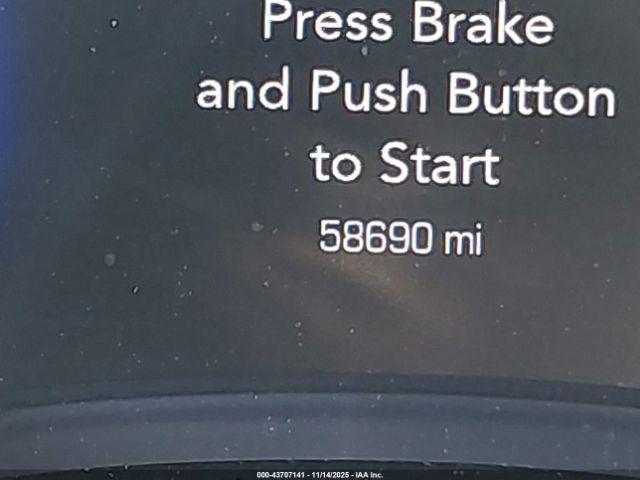 Press Brake
and Push Button
to Start
58690 mi
000-43707141 - 11/14/2025 - IAA Inc.